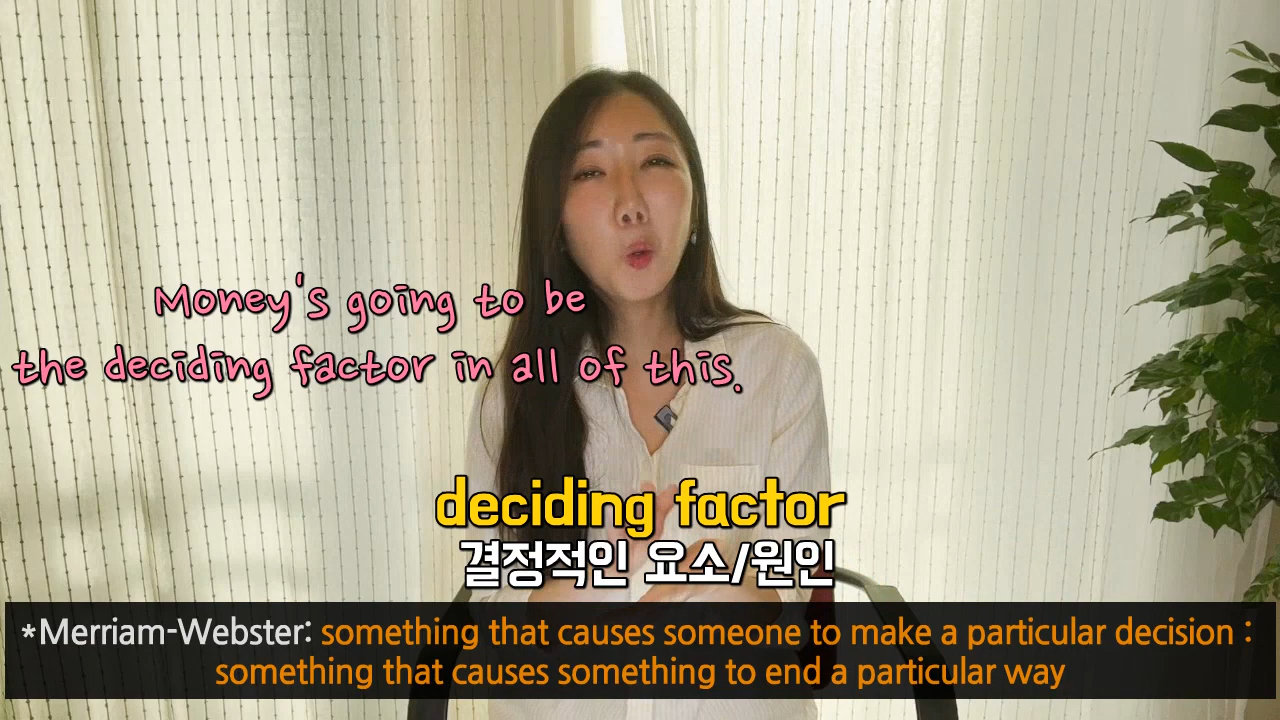 Money's going to be
the deciding factor in all of this.
deciding factor
결정적인 요소/원인
*Merriam-Webster: something that causes someone to make a particular decision :
something that causes something to end a particular way